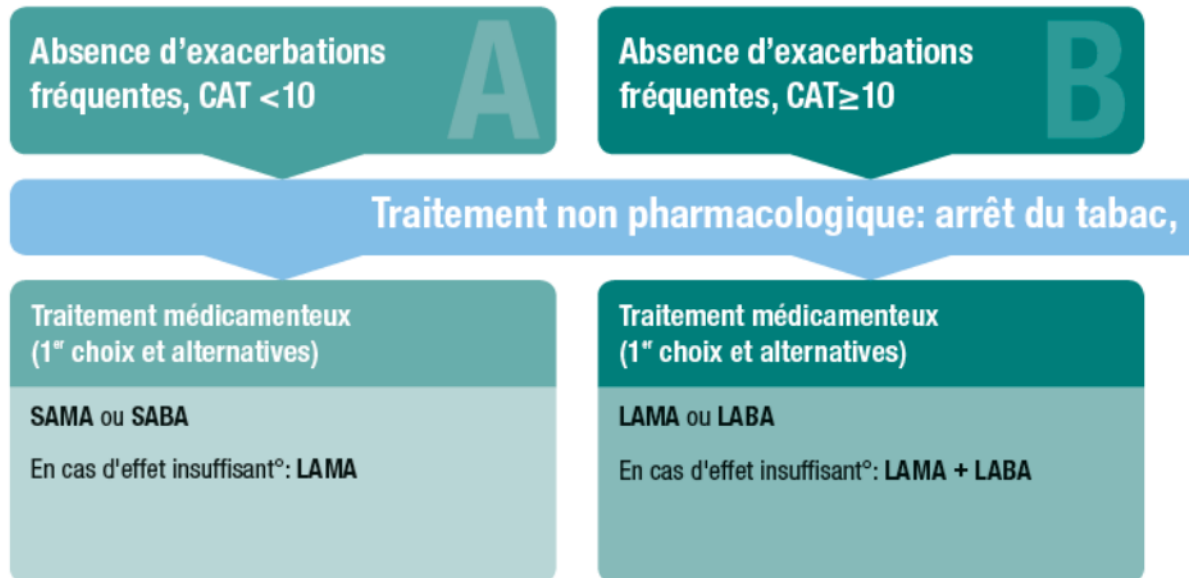 Absence d’exacerbations
fréquentes, CAT <10
A
Absence d’exacerbations
fréquentes, CAT≥10
B
Traitement non pharmacologique: arrêt du tabac,
Traitement médicamenteux
(1er choix et alternatives)
SAMA ou SABA
En cas d'effet insuffisant°: LAMA
Traitement médicamenteux
(1er choix et alternatives)
LAMA ou LABA
En cas d'effet insuffisant°: LAMA + LABA